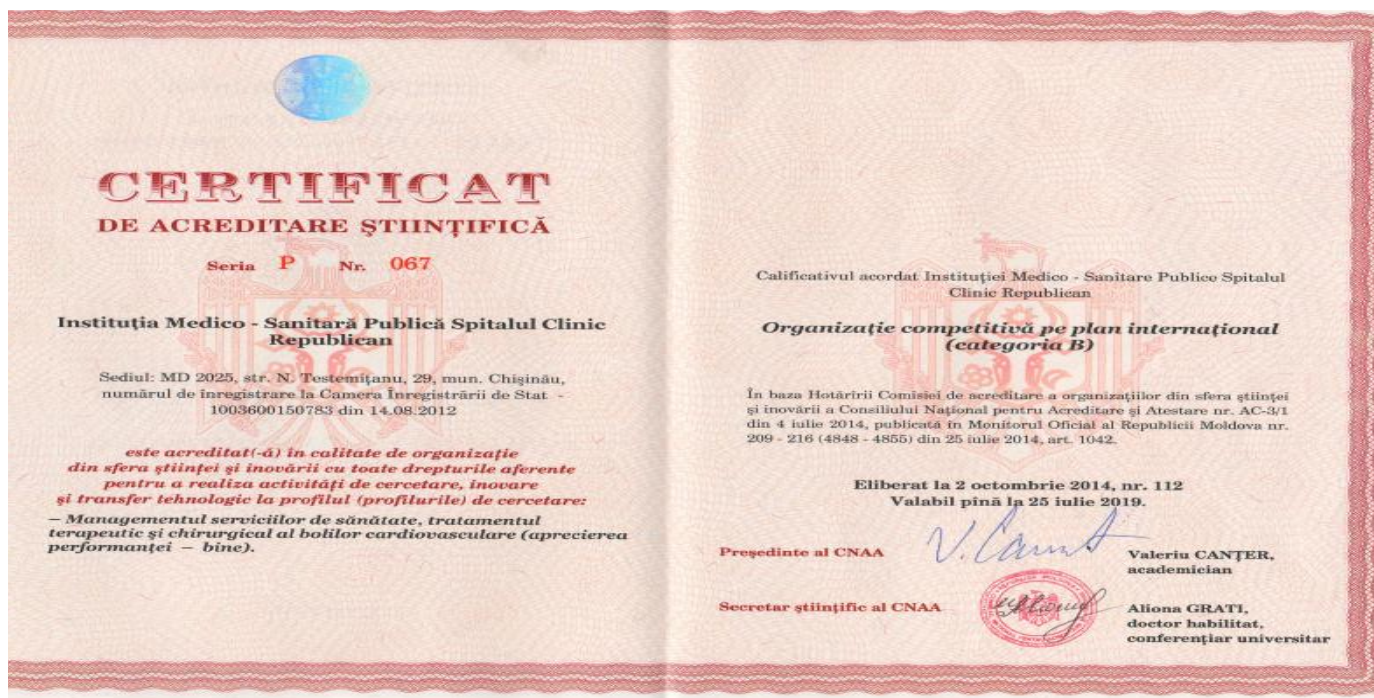 CERTIFICAT
DE ACREDITARE ŞTIINŢIFICĂ
Seria P Nr. 067
Instituţia Medico - Sanitară Publică Spitalul Clinic
Republican
Sediul: MD 2025, str. N. Testemiţanu, 29, mun. Chişinău,
numărul de înregistrare la Camera Înregistrării de Stat -
1003600150783 din 14.08.2012
este acreditat(-ă) în calitate de organizaţie
din sfera ştiinţei şi inovării cu toate drepturile aferente
pentru a realiza activităţi de cercetare, inovare
şi transfer tehnologic la profilul (profilurile) de cercetare:
— Managementul serviciilor de sănătate, tratamentul
terapeutic şi chirurgical al bolilor cardiovasculare (aprecierea
performanţei — bine).
Calificativul acordat Instituţiei Medico - Sanitare Publice Spitalul
Clinic Republican
Organizaţie competitivă pe plan internaţional
(categoria B)
În baza Hotărîrii Comisiei de acreditare a organizaţiilor din sfera ştiinţei
şi inovării a Consiliului Naţional pentru Acreditare şi Atestare nr. AC-3/1
din 4 iulie 2014, publicată în Monitorul Oficial al Republicii Moldova nr.
209 - 216 (4848 - 4855) din 25 iulie 2014, art. 1042.
Eliberat la 2 octombrie 2014, nr. 112
Valabil pînă la 25 iulie 2019.
Preşedinte al CNAA
Valeriu CANŢER,
academician
Secretar ştiinţific al CNAA
Aliona GRATI,
doctor habilitat,
conferenţiar universitar